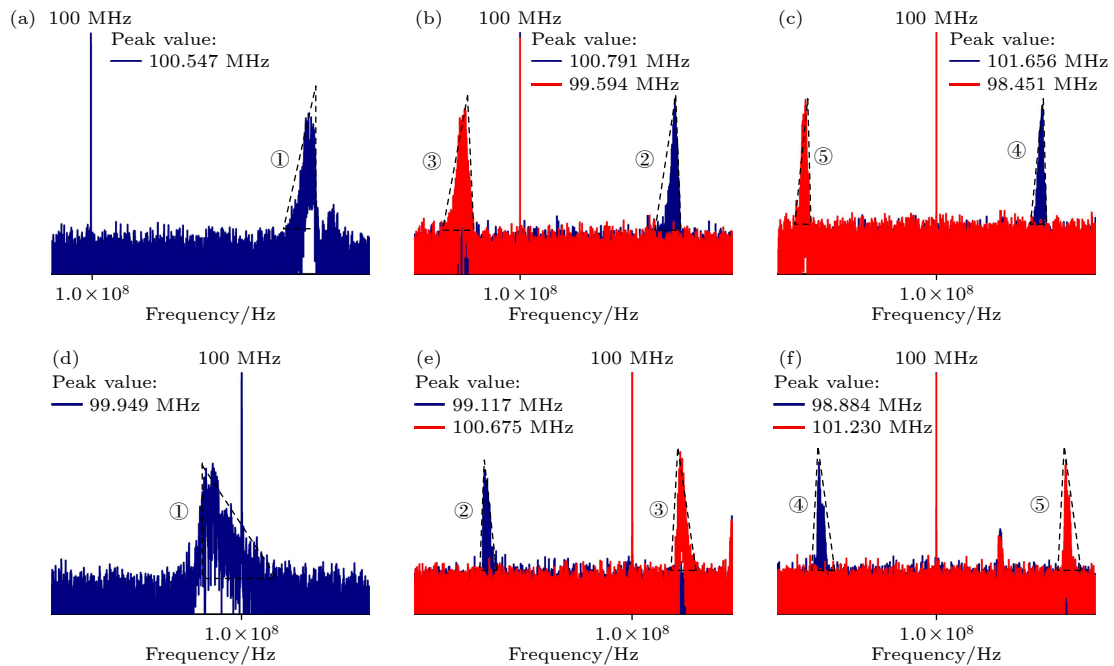 (a)
100 MHz
Peak value:
100.547 MHz
①
1.0×10⁸
Frequency/Hz
(b)
100 MHz
Peak value:
100.791 MHz
99.594 MHz
③
②
1.0×10⁸
Frequency/Hz
(c)
100 MHz
Peak value:
101.656 MHz
98.451 MHz
⑤
④
1.0×10⁸
Frequency/Hz
(d)
100 MHz
Peak value:
99.949 MHz
①
1.0×10⁸
Frequency/Hz
(e)
100 MHz
Peak value:
99.117 MHz
100.675 MHz
②
③
1.0×10⁸
Frequency/Hz
(f)
100 MHz
Peak value:
98.884 MHz
101.230 MHz
④
⑤
1.0×10⁸
Frequency/Hz